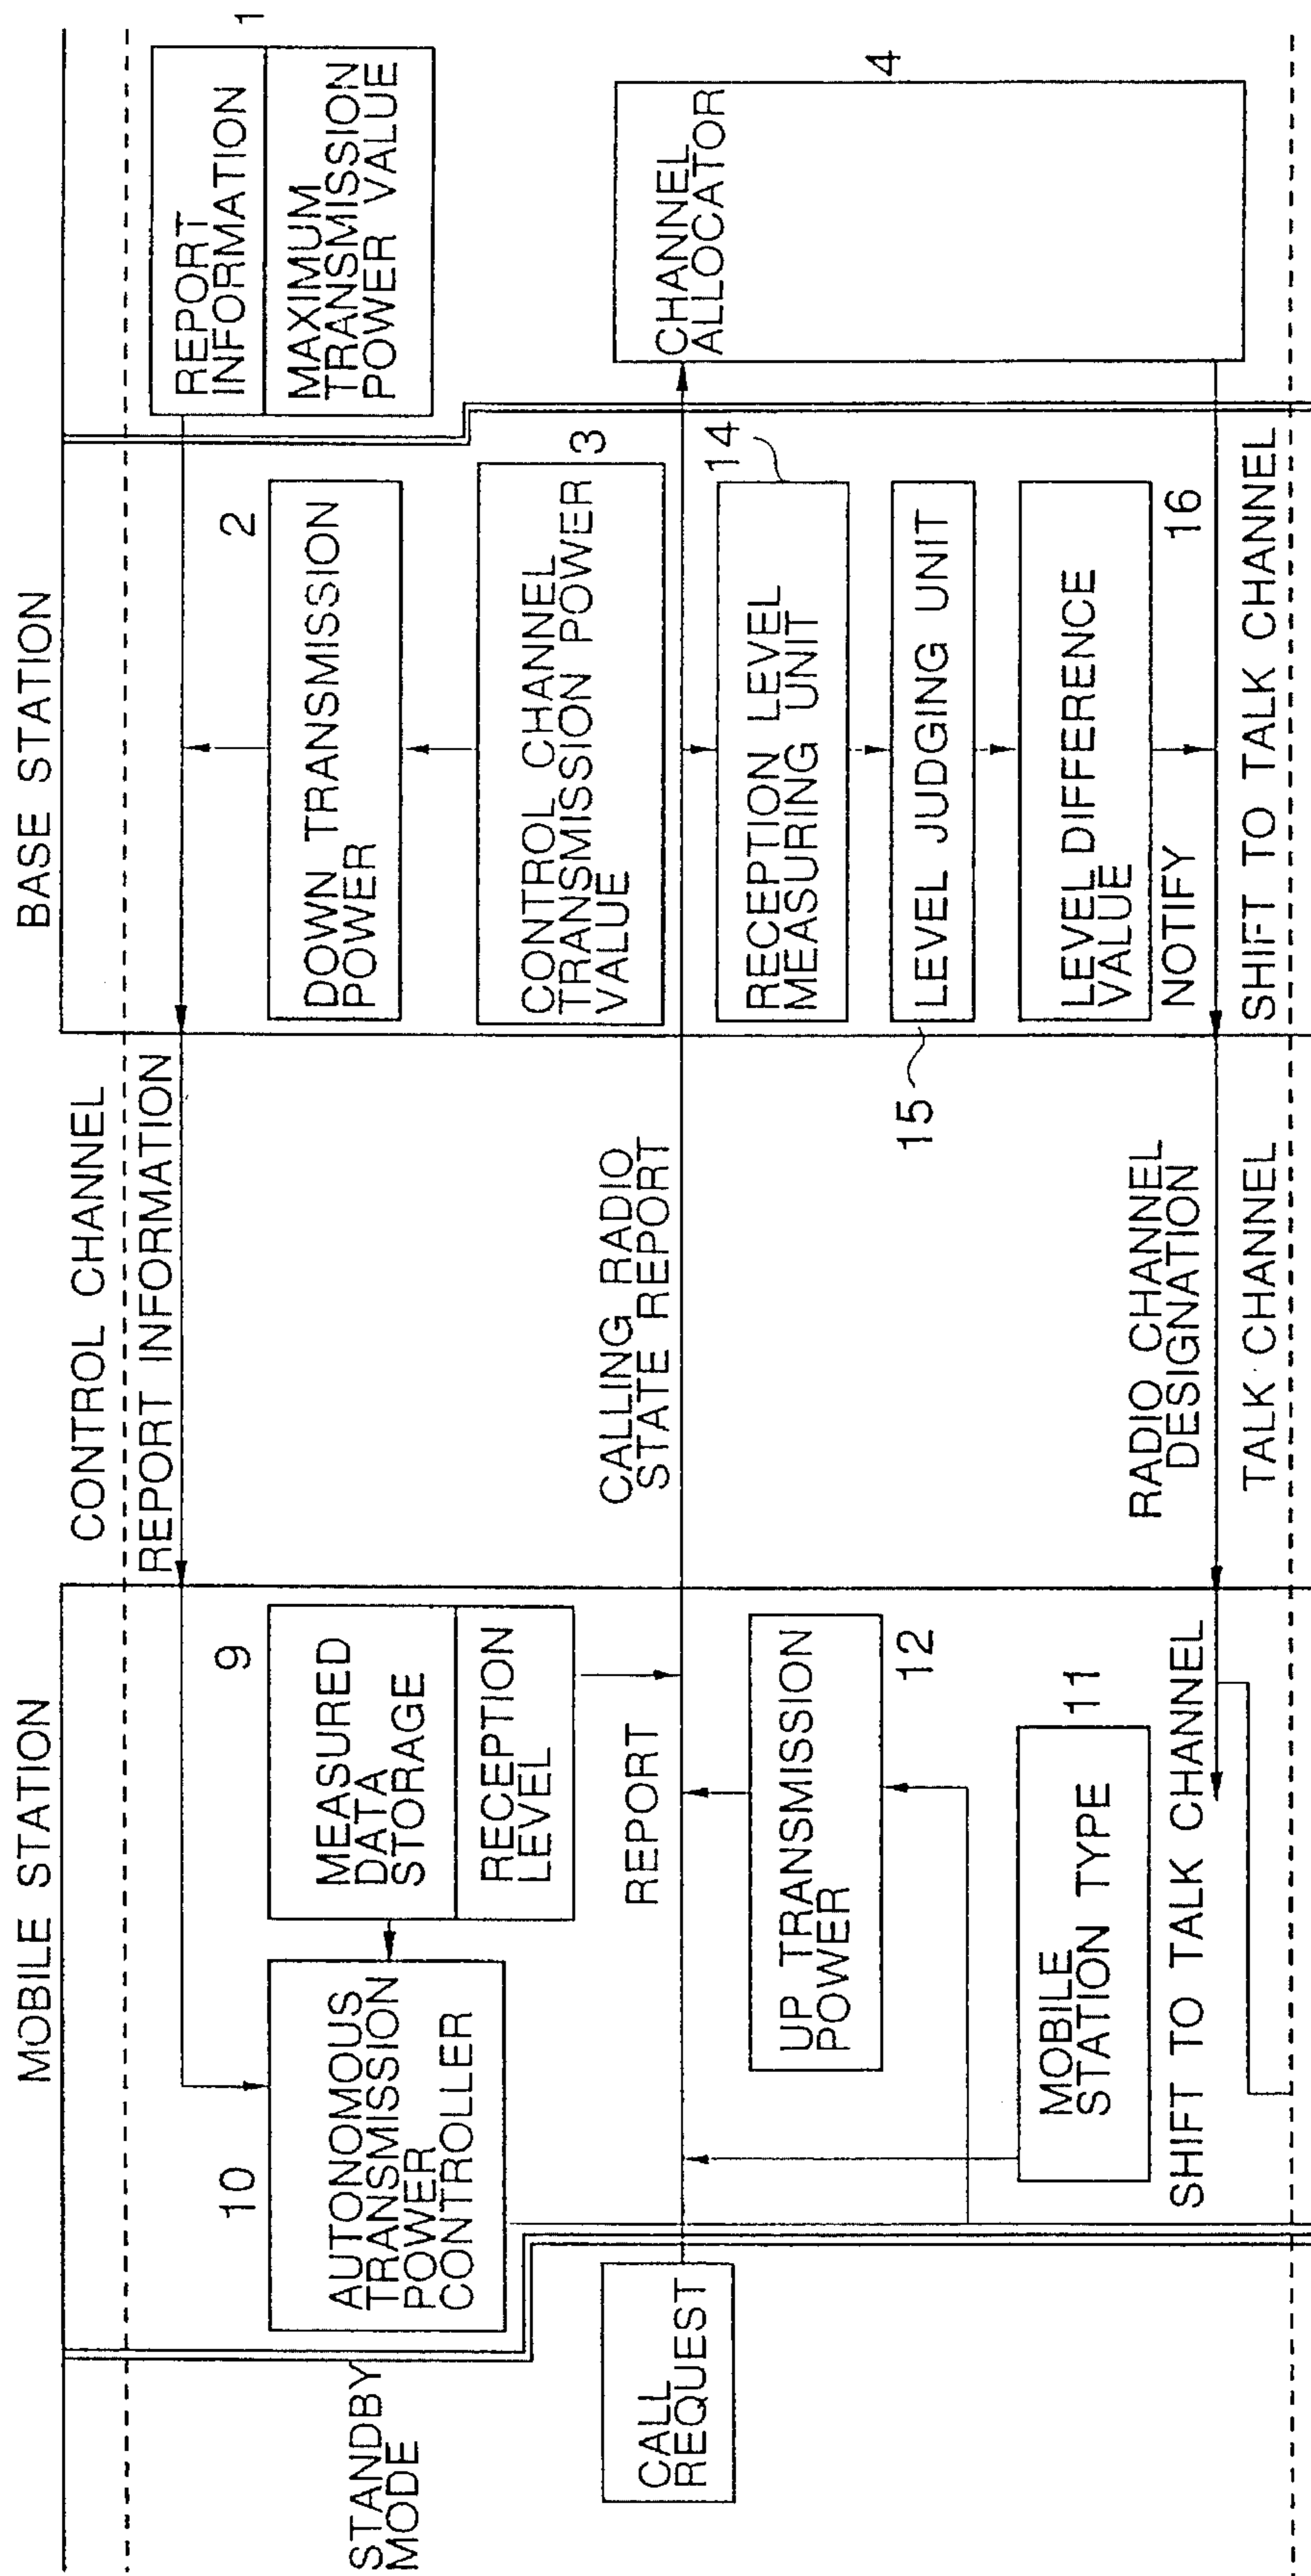 MOBILE STATION
BASE STATION
CONTROL CHANNEL
REPORT INFORMATION
1
REPORT
INFORMATION
MAXIMUM
TRANSMISSION
POWER VALUE
STANDBY
MODE
10
AUTONOMOUS
TRANSMISSION
POWER
CONTROLLER
9
MEASURED
DATA
STORAGE
RECEPTION
LEVEL
2
DOWN TRANSMISSION
POWER
CONTROL CHANNEL
TRANSMISSION POWER
VALUE
3
CALL
REQUEST
REPORT
CALLING RADIO
STATE REPORT
CHANNEL
ALLOCATOR
4
UP TRANSMISSION
POWER
12
RECEPTION LEVEL
MEASURING UNIT
14
15
LEVEL JUDGING UNIT
MOBILE
STATION TYPE
11
LEVEL DIFFERENCE
VALUE
NOTIFY
16
RADIO CHANNEL
DESIGNATION
SHIFT TO TALK CHANNEL
TALK CHANNEL
SHIFT TO TALK CHANNEL